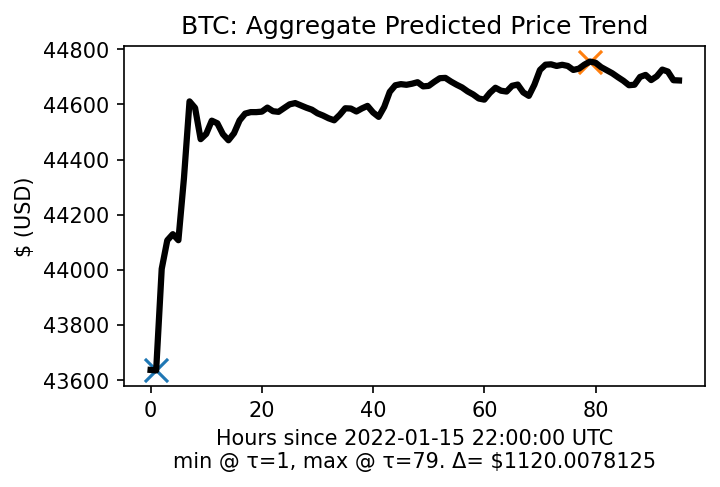 BTC: Aggregate Predicted Price Trend
44800
44600
44400
44200
44000
43800
43600
$ (USD)
0 20 40 60 80
Hours since 2022-01-15 22:00:00 UTC
min @ τ=1, max @ τ=79. Δ= $1120.0078125